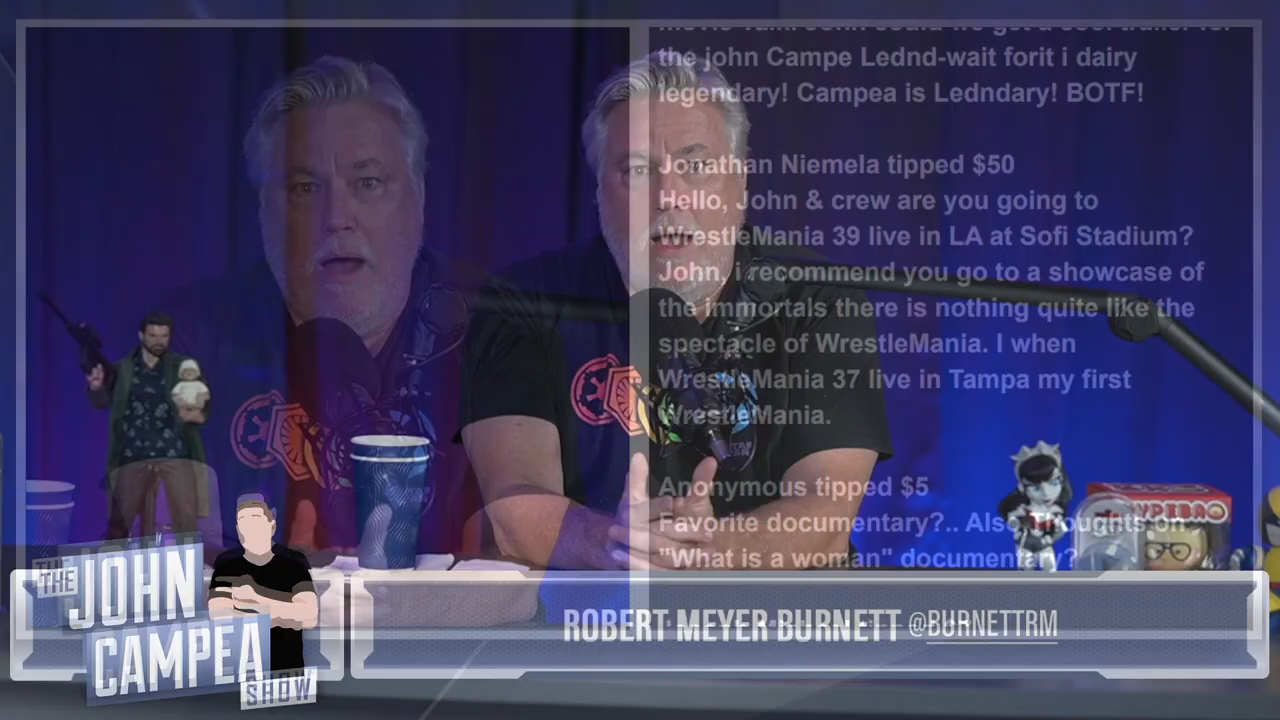 the john Campe Lednd-wait forit i dairy
legendary! Campea is Ledndary! BOTF!
Jonathan Niemela tipped $50
Hello, John & crew are you going to
WrestleMania 39 live in LA at Sofi Stadium?
John, i recommend you go to a showcase of
the immortals there is nothing quite like the
spectacle of WrestleMania. I when
WrestleMania 37 live in Tampa my first
WrestleMania.
Anonymous tipped $5
Favorite documentary?.. Also Thoughts on
"What is a woman" documentary?
THE
JOHN
CAMPEA
SHOW
ROBERT MEYER BURNETT @BURNETTRM